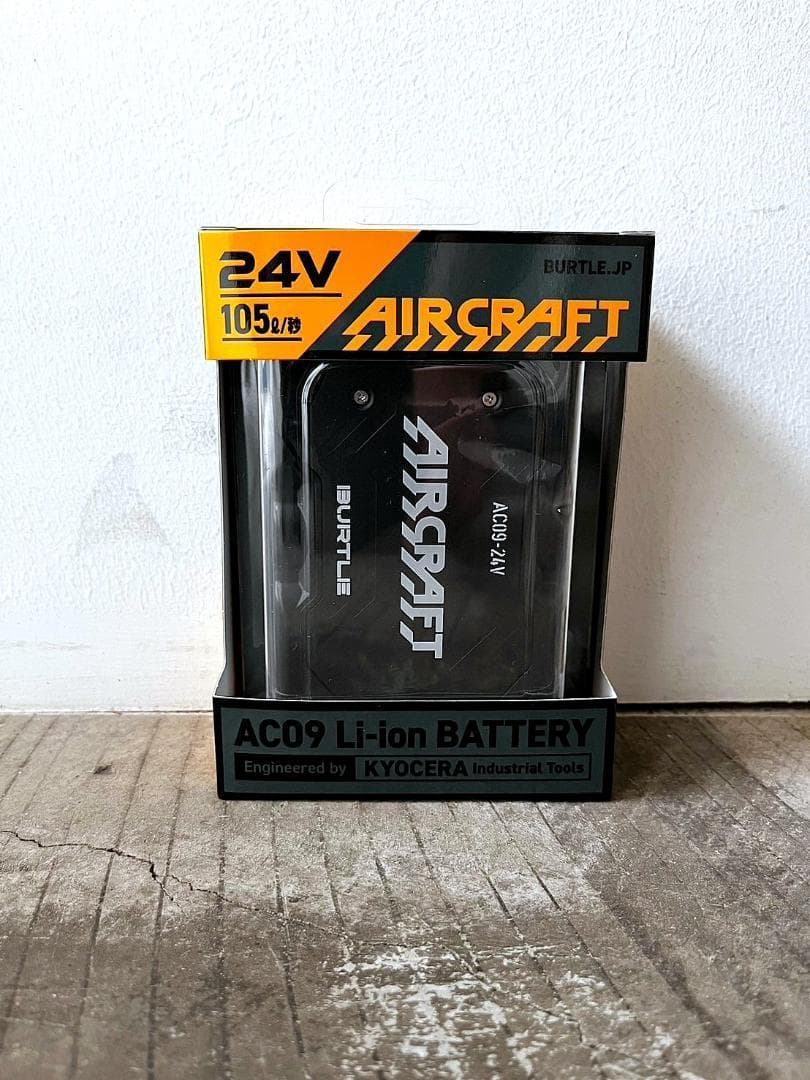 24V
105ℓ/秒
BURTLE.JP
AIRCRAFT
BURTLE
AIRCRAFT
AC09-24V
AC09 Li-ion BATTERY
Engineered by KYOCERA Industrial Tools